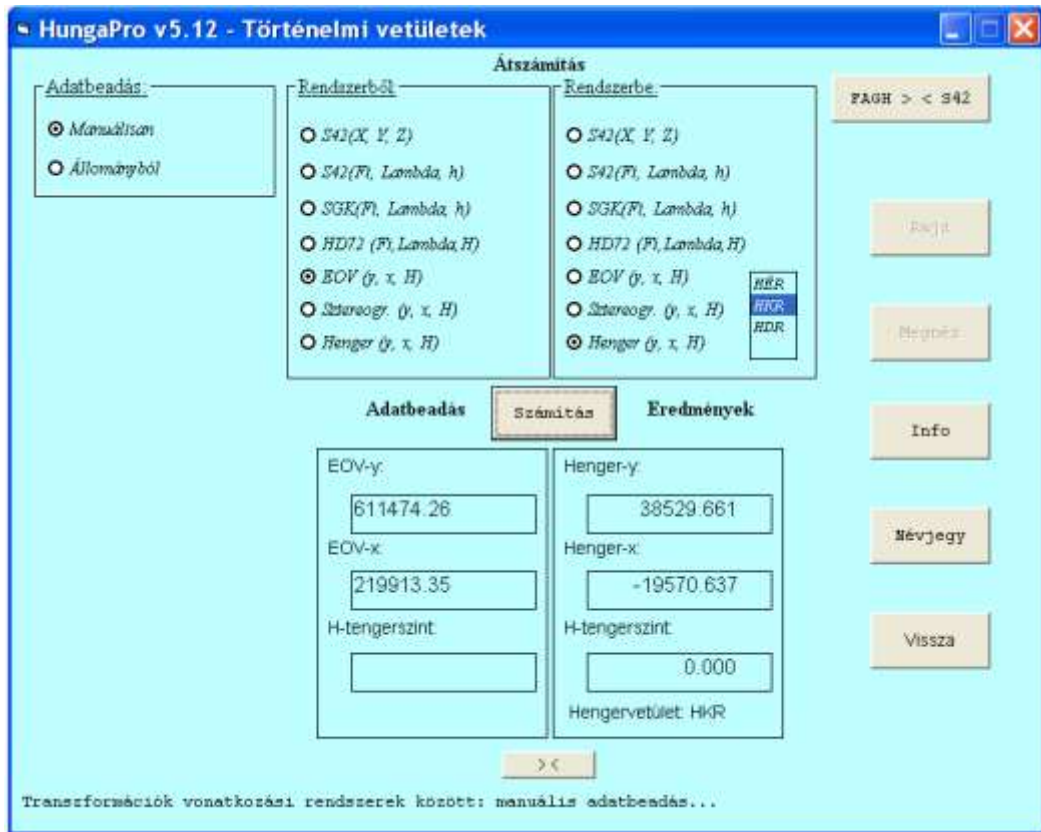 HungaPro v5.12 - Történelmi vetületek
Átszámítás
Adatbeadás:
Manuálisan
Állományból
Rendszerből:
S42(X, Y, Z)
S42(Fi, Lambda, h)
SGK(Fi, Lambda, h)
HD72 (Fi,Lambda,H)
EOV (y, x, H)
Sztereogr. (y, x, H)
Henger (y, x, H)
Rendszerbe:
S42(X, Y, Z)
S42(Fi, Lambda, h)
SGK(Fi, Lambda, h)
HD72 (Fi,Lambda,H)
EOV (y, x, H)
Sztereogr. (y, x, H)
Henger (y, x, H)
HÉR
HKR
HDR
FAGH > < S42
Rajz
Megnéz
Info
Névjegy
Vissza
Adatbeadás
Számítás
Eredmények
EOV-y:
611474.26
EOV-x:
219913.35
H-tengerszint:
Henger-y:
38529.661
Henger-x:
-19570.637
H-tengerszint:
0.000
Hengervetület: HKR
> <
Transzformációk vonatkozási rendszerek között: manuális adatbeadás...